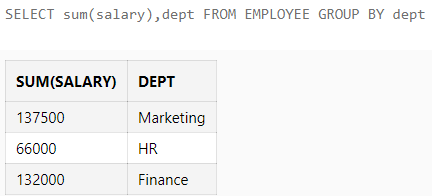 SELECT sum(salary),dept FROM EMPLOYEE GROUP BY dept
SUM(SALARY) DEPT
137500 Marketing
66000 HR
132000 Finance